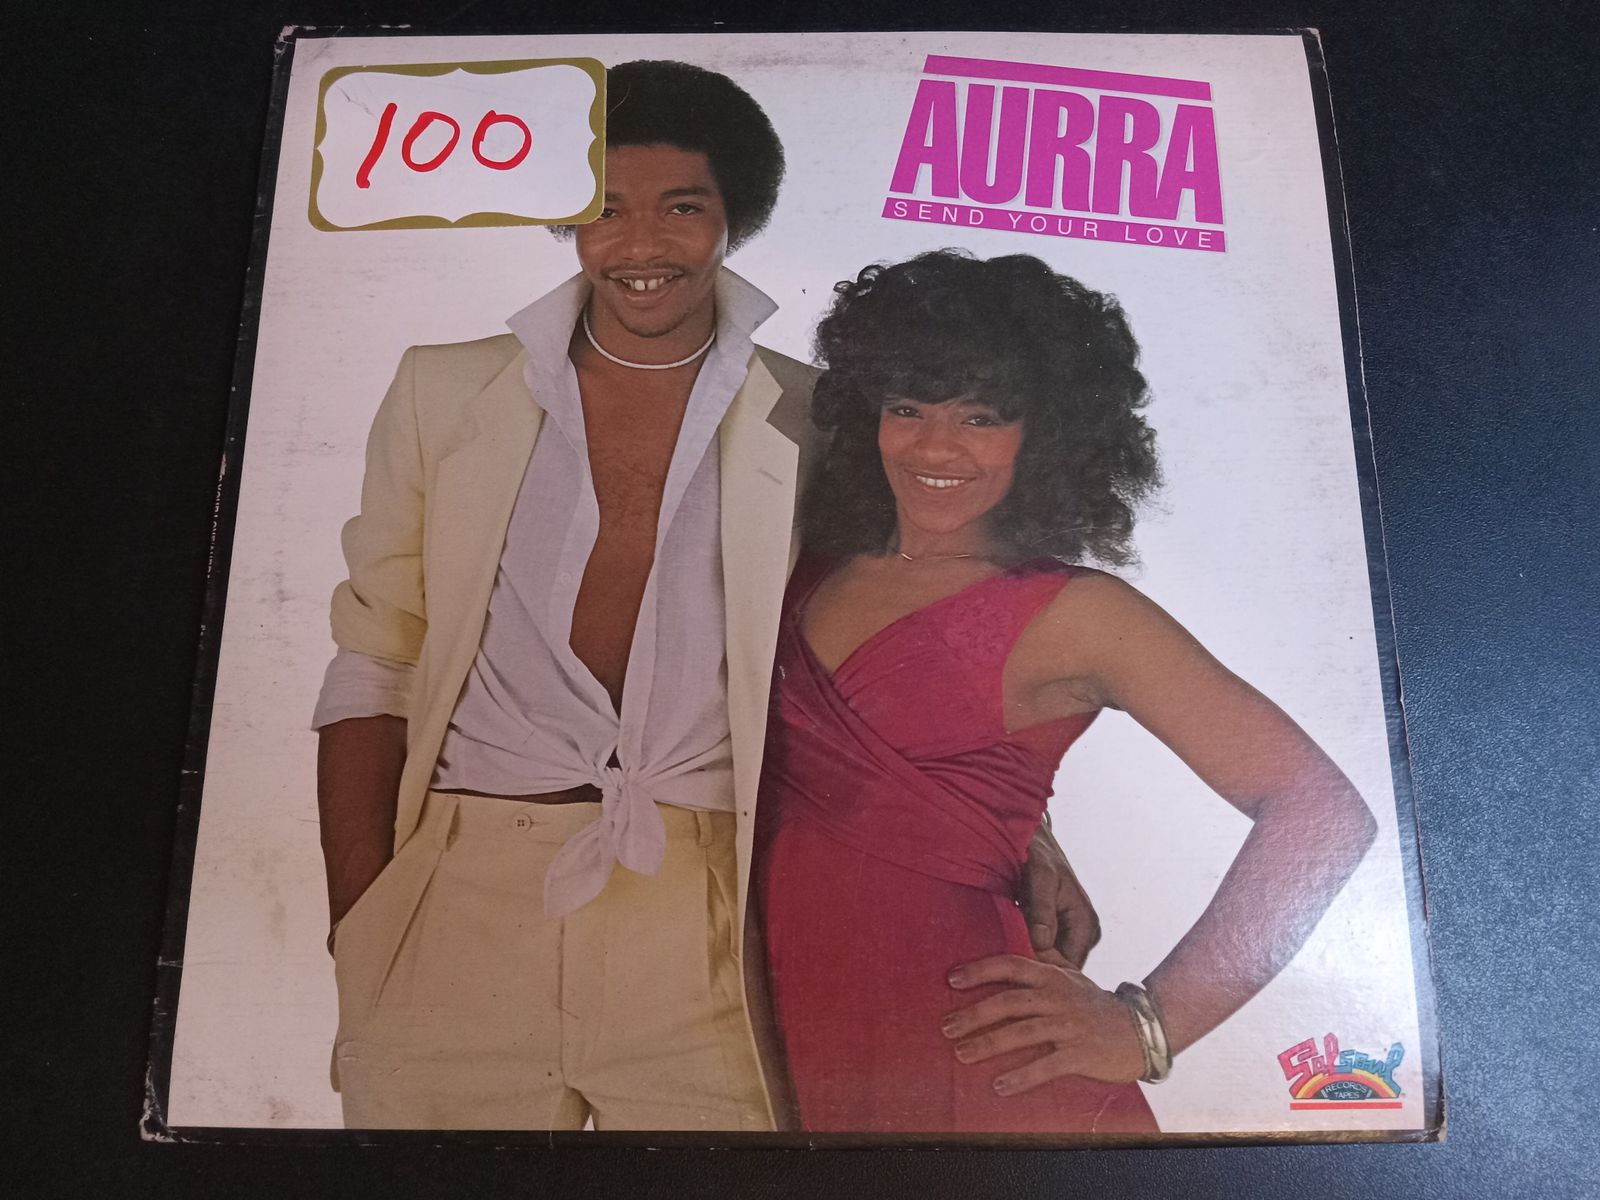 100
AURRA
SEND YOUR LOVE
Salsoul
RECORDS
TAPES